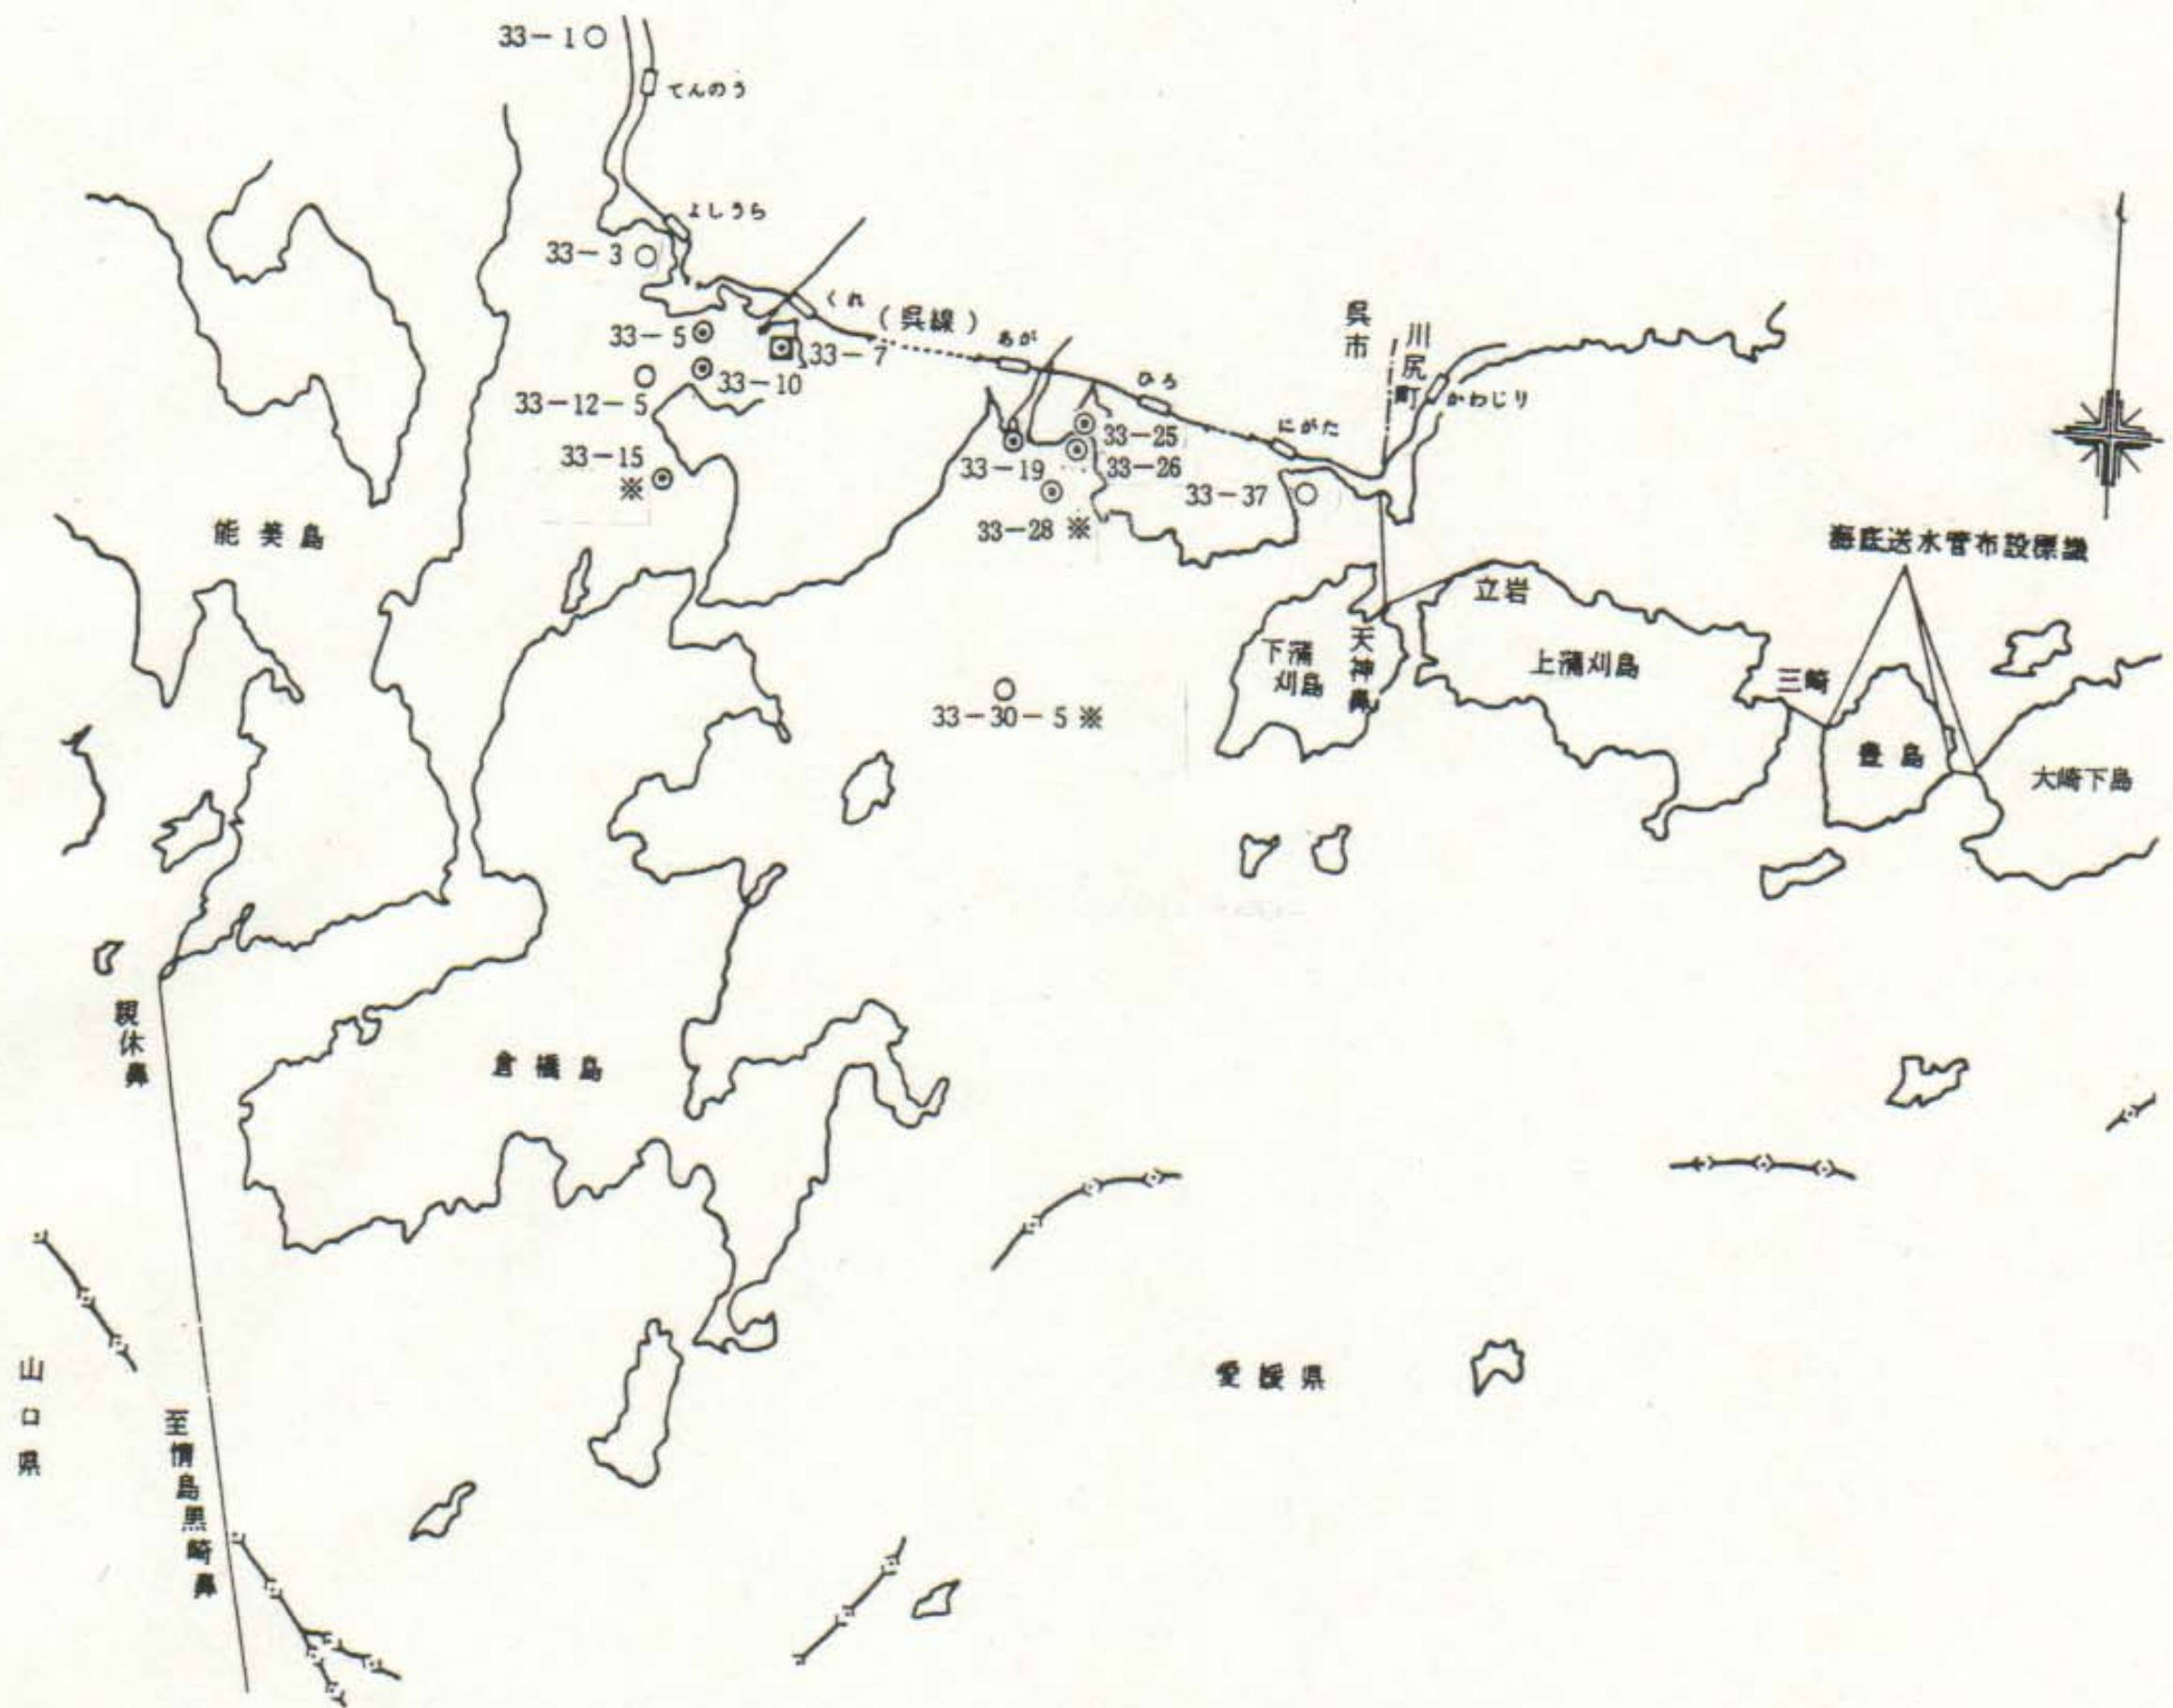 33-1
てんのう
よしうら
33-3
くれ
(呉線)
33-5
33-7
33-10
33-12-5
33-15
※
あが
ひろ
にがた
呉市
川尻町
かわじり
33-25
33-26
33-19
33-28 ※
33-37
能美島
海底送水管布設標識
立岩
下蒲
刈島
天神鼻
上蒲刈島
三崎
豊島
大崎下島
33-30-5 ※
親休鼻
倉橋島
山口県
至情島黒崎鼻
愛媛県